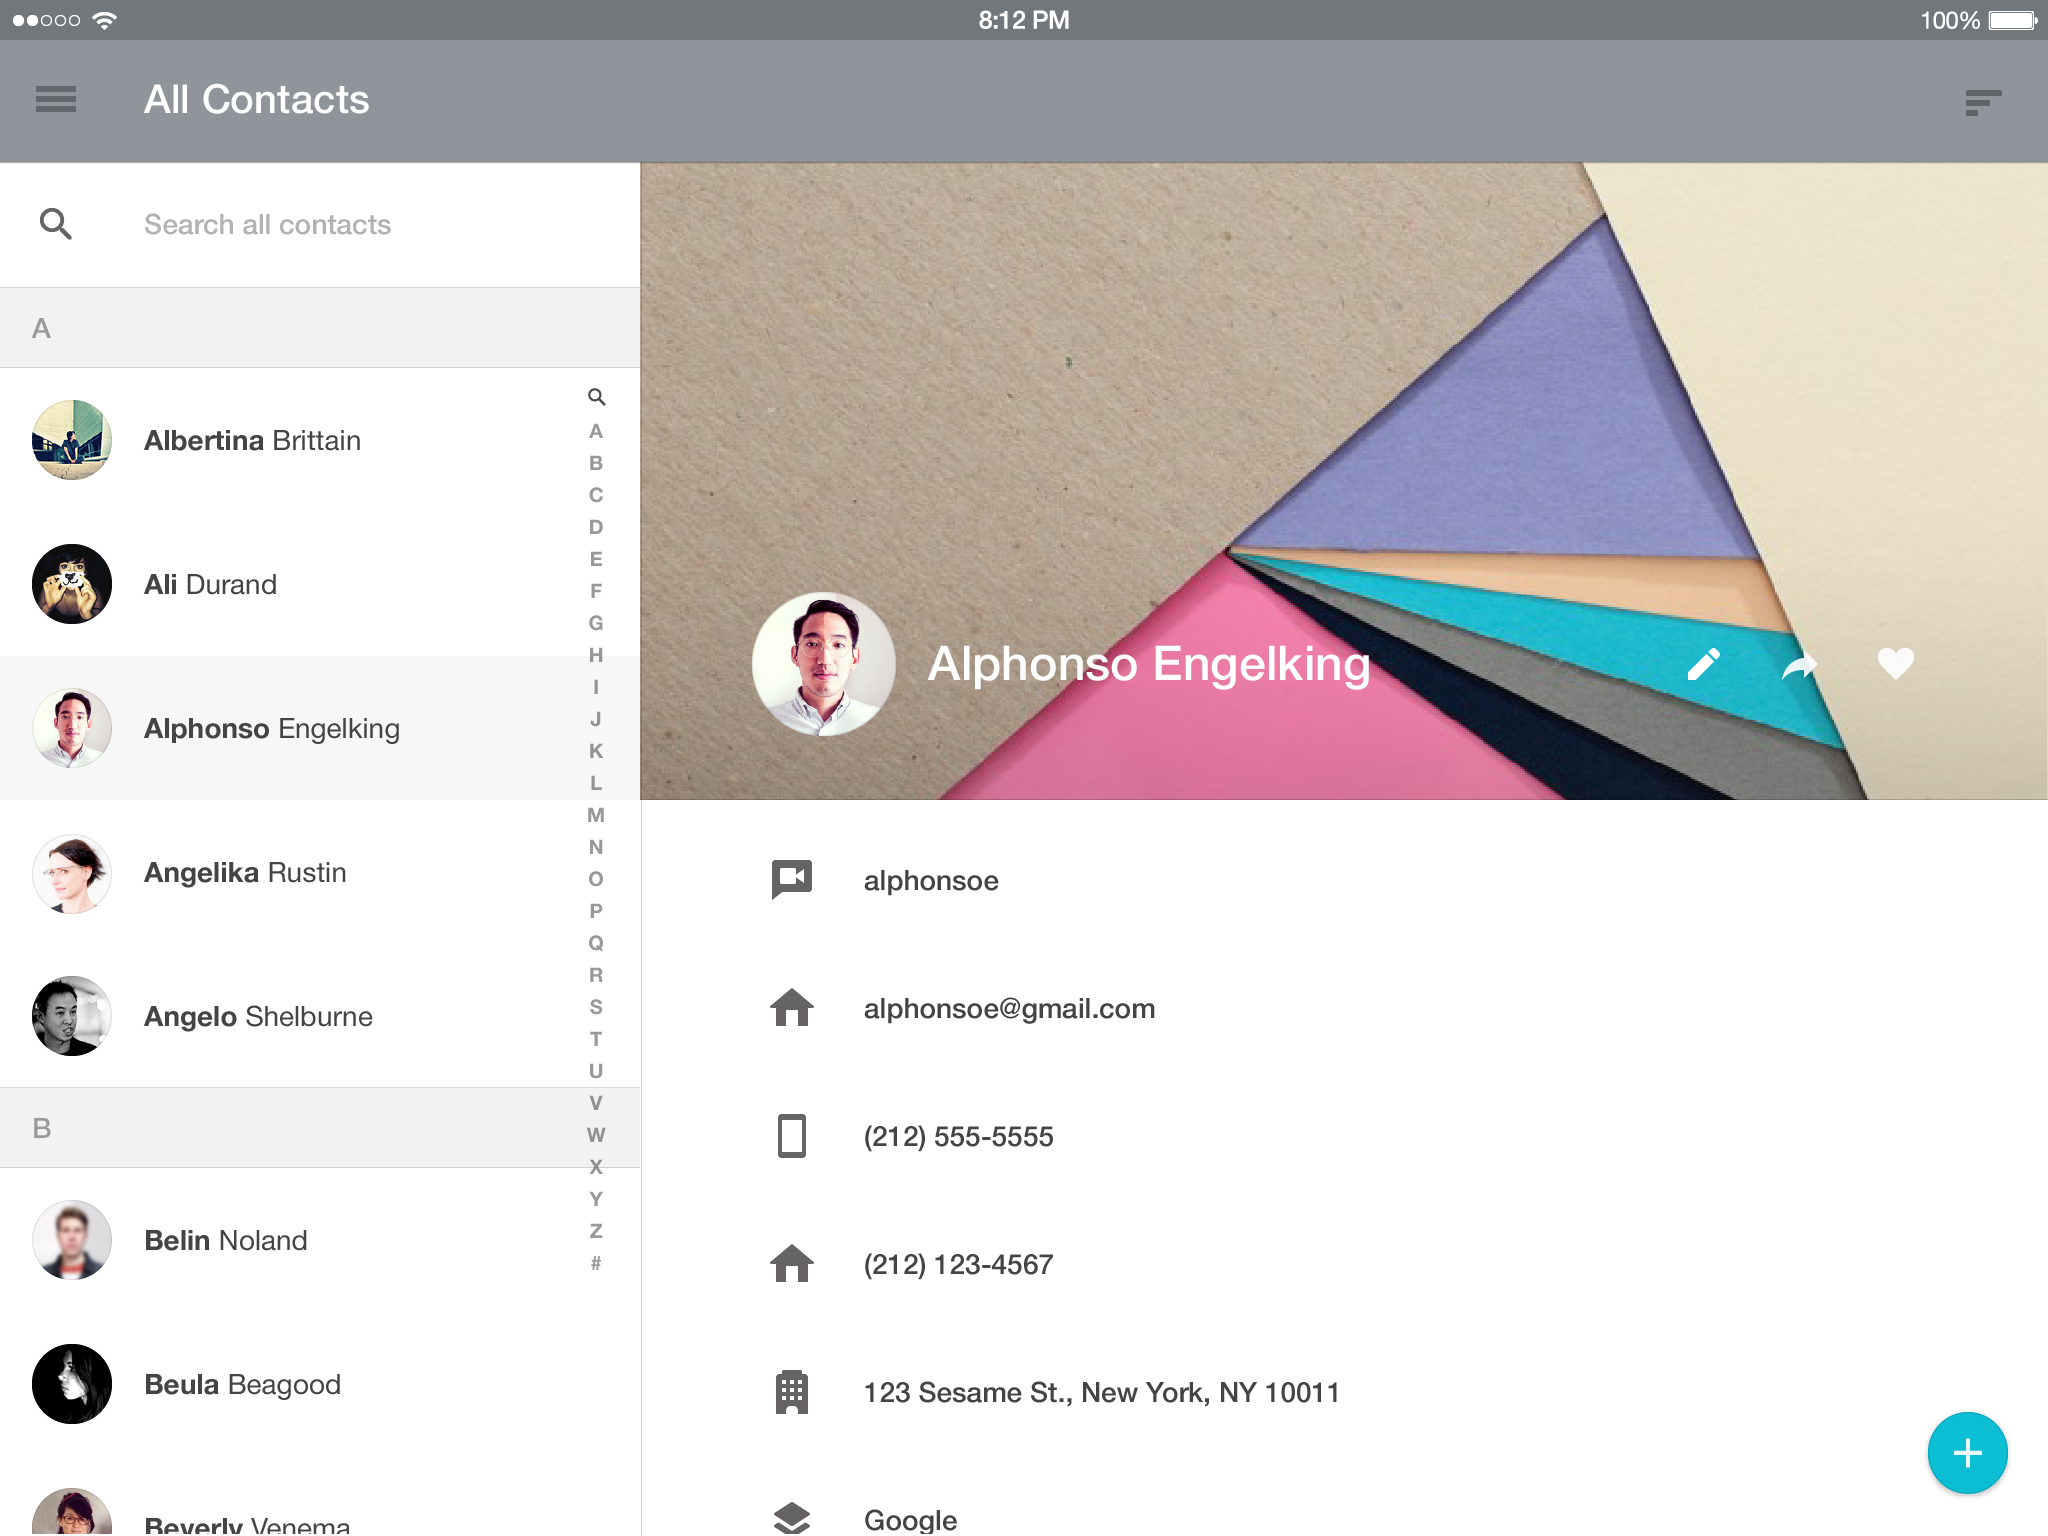 8:12 PM
100%
All Contacts
Search all contacts
A
Albertina Brittain
Ali Durand
Alphonso Engelking
Angelika Rustin
Angelo Shelburne
B
Belin Noland
Beula Beagood
Beverly Venema
A
B
C
D
E
F
G
H
I
J
K
L
M
N
O
P
Q
R
S
T
U
V
W
X
Y
Z
#
Alphonso Engelking
alphonsoe
alphonsoe@gmail.com
(212) 555-5555
(212) 123-4567
123 Sesame St., New York, NY 10011
Google